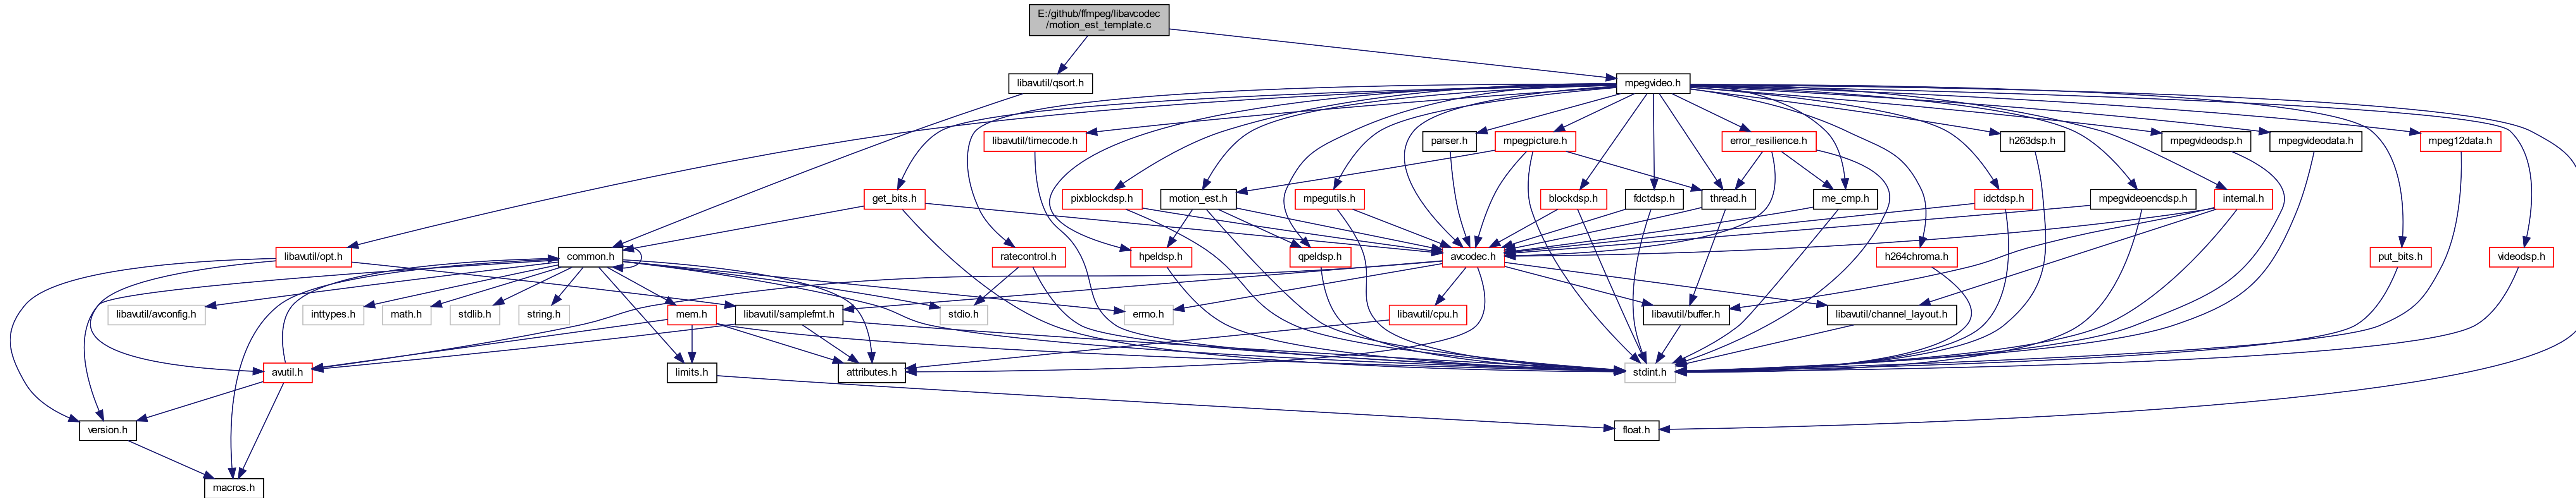 E:/github/ffmpeg/libavcodec
/motion_est_template.c
libavutil/qsort.h
mpegvideo.h
libavutil/timecode.h
parser.h
mpegpicture.h
error_resilience.h
h263dsp.h
mpegvideodsp.h
mpegvideodata.h
mpeg12data.h
get_bits.h
pixblockdsp.h
motion_est.h
mpegutils.h
blockdsp.h
fdctdsp.h
thread.h
me_cmp.h
idctdsp.h
mpegvideoencdsp.h
internal.h
libavutil/opt.h
common.h
ratecontrol.h
hpeldsp.h
qpeldsp.h
avcodec.h
h264chroma.h
put_bits.h
videodsp.h
libavutil/avconfig.h
inttypes.h
math.h
stdlib.h
string.h
mem.h
libavutil/samplefmt.h
stdio.h
errno.h
libavutil/cpu.h
libavutil/buffer.h
libavutil/channel_layout.h
avutil.h
limits.h
attributes.h
stdint.h
version.h
float.h
macros.h